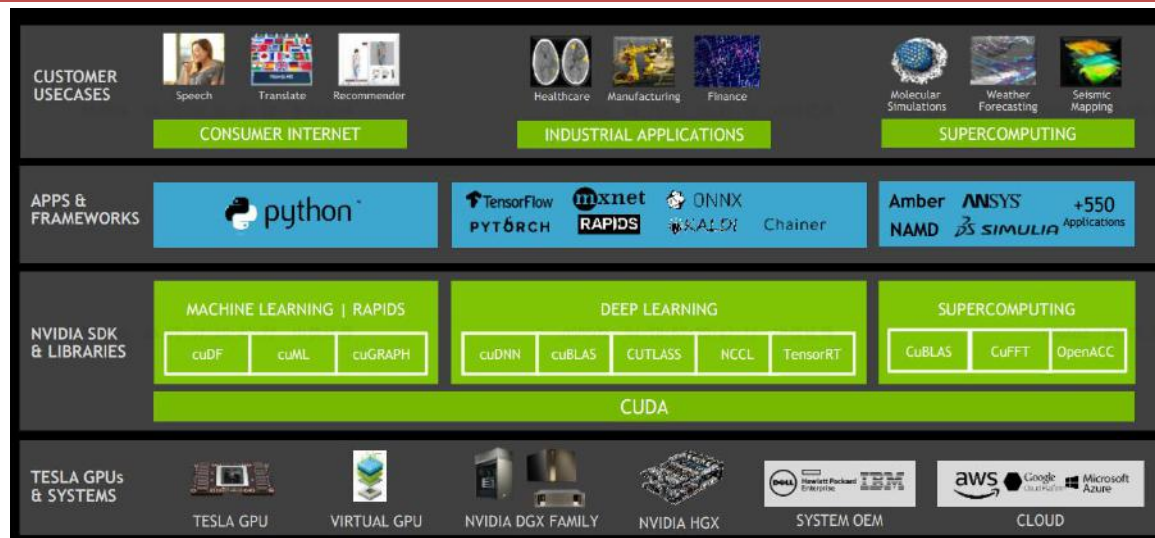 CUSTOMER
USECASES
Speech
Translate
Recommender
CONSUMER INTERNET
Healthcare
Manufacturing
Finance
INDUSTRIAL APPLICATIONS
Molecular
Simulations
Weather
Forecasting
Seismic
Mapping
SUPERCOMPUTING
APPS &
FRAMEWORKS
python
TensorFlow
mxnet
ONNX
PYTORCH
RAPIDS
KALDI
Chainer
Amber
ANSYS
+550
Applications
NAMD
SIMULIA
NVIDIA SDK
& LIBRARIES
MACHINE LEARNING | RAPIDS
cuDF
cuML
cuGRAPH
DEEP LEARNING
cuDNN
cuBLAS
CUTLASS
NCCL
TensorRT
SUPERCOMPUTING
CuBLAS
CuFFT
OpenACC
CUDA
TESLA GPUs
& SYSTEMS
TESLA GPU
VIRTUAL GPU
NVIDIA DGX FAMILY
NVIDIA HGX
DELL
Hewlett Packard
Enterprise
IBM
SYSTEM OEM
aws
Google
Cloud Platform
Microsoft
Azure
CLOUD